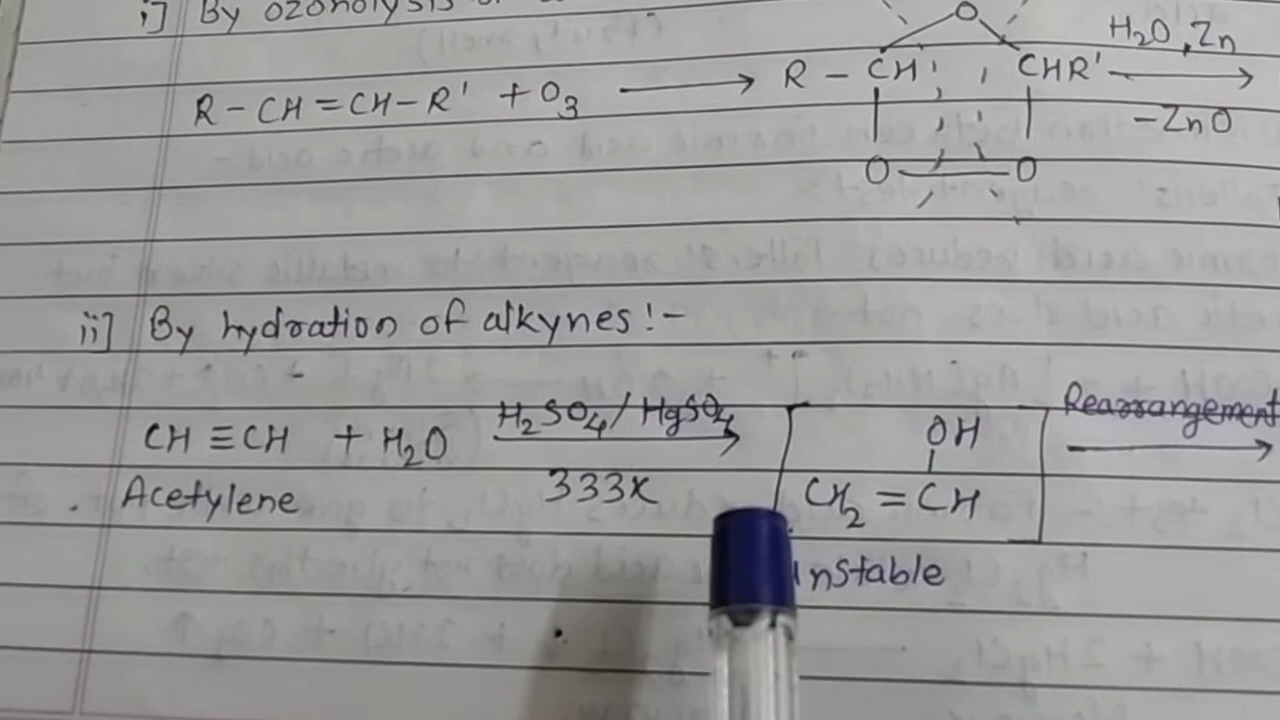 i] By ozonolysis of
O
H2O, Zn
R - CH = CH - R' + O3 ⟶ R - CH CHR' ⟶
- ZnO
O O
ii] By hydration of alkynes :-
H2SO4 / HgSO4 OH Rearrangement
CH ≡ CH + H2O ⟶ CH2 = CH ⟶
Acetylene 333K
nstable